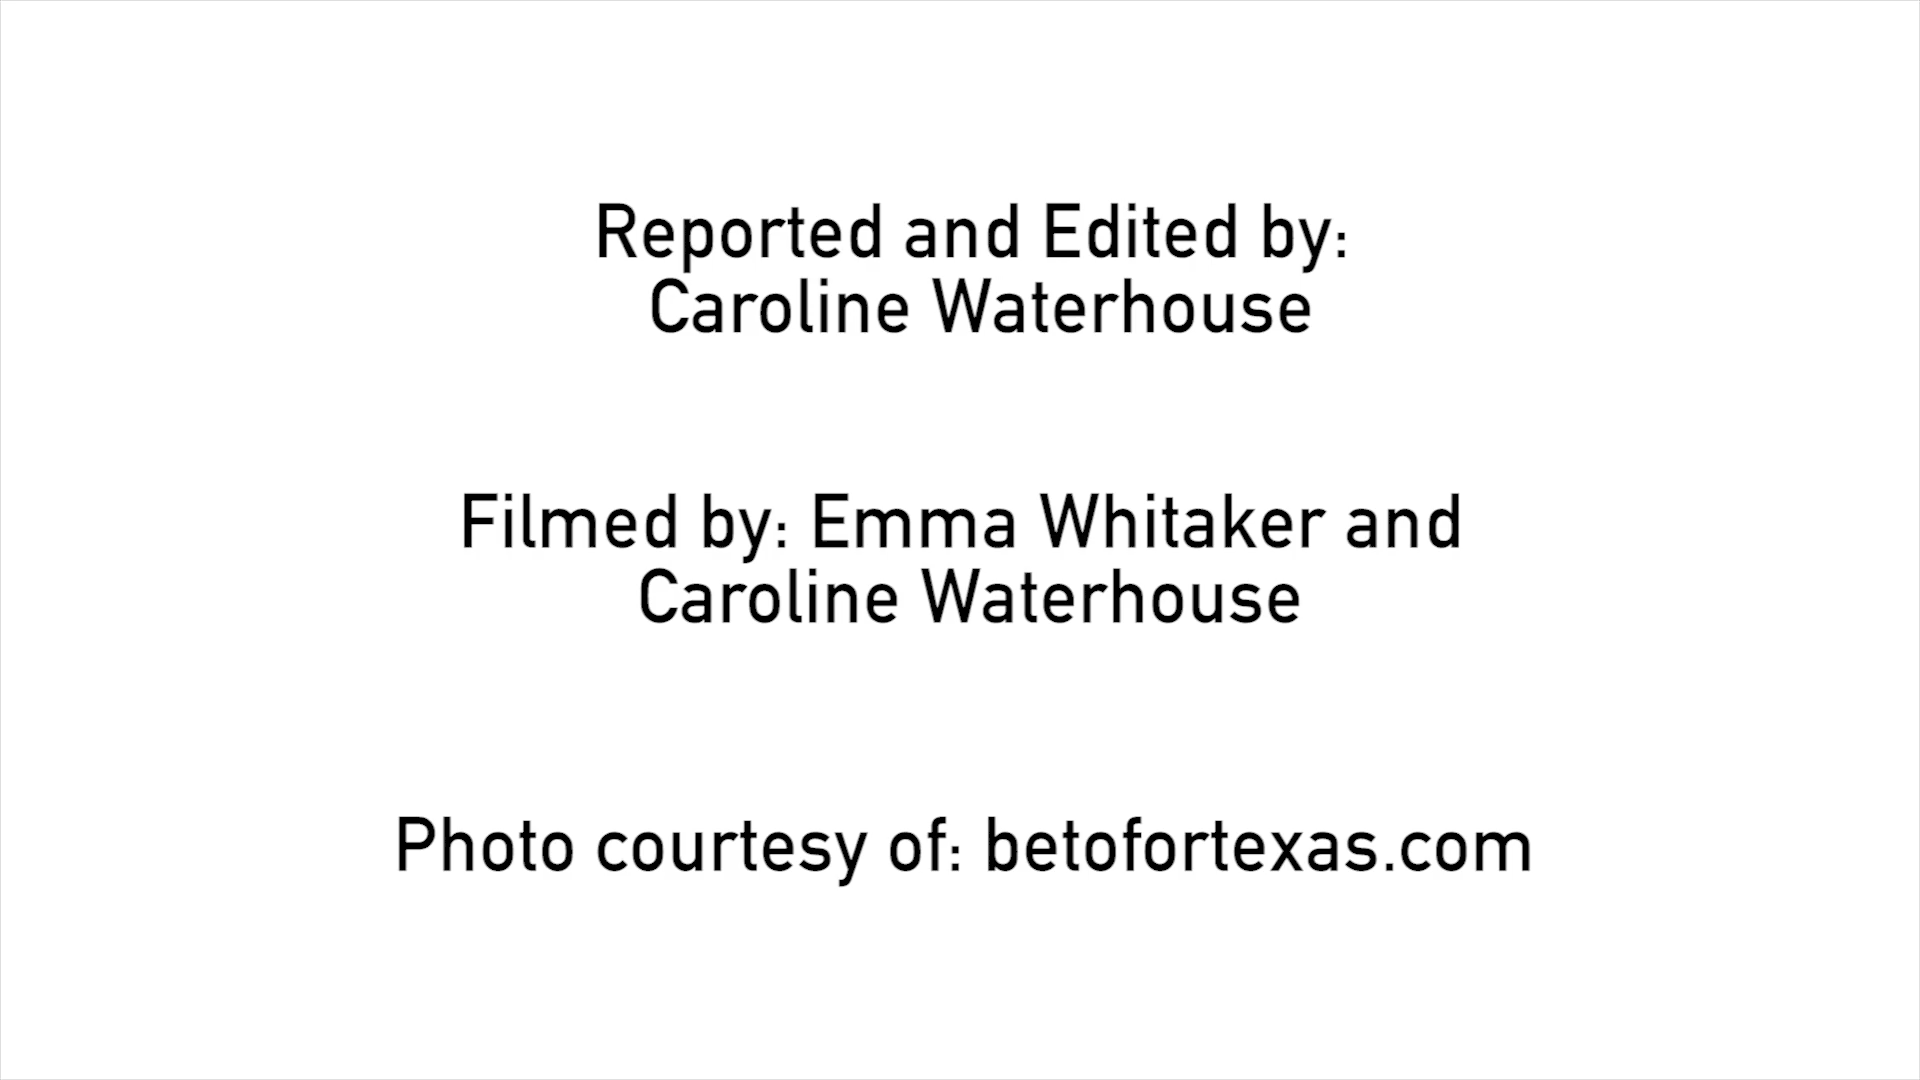 Reported and Edited by:
Caroline Waterhouse
Filmed by: Emma Whitaker and
Caroline Waterhouse
Photo courtesy of: betofortexas.com